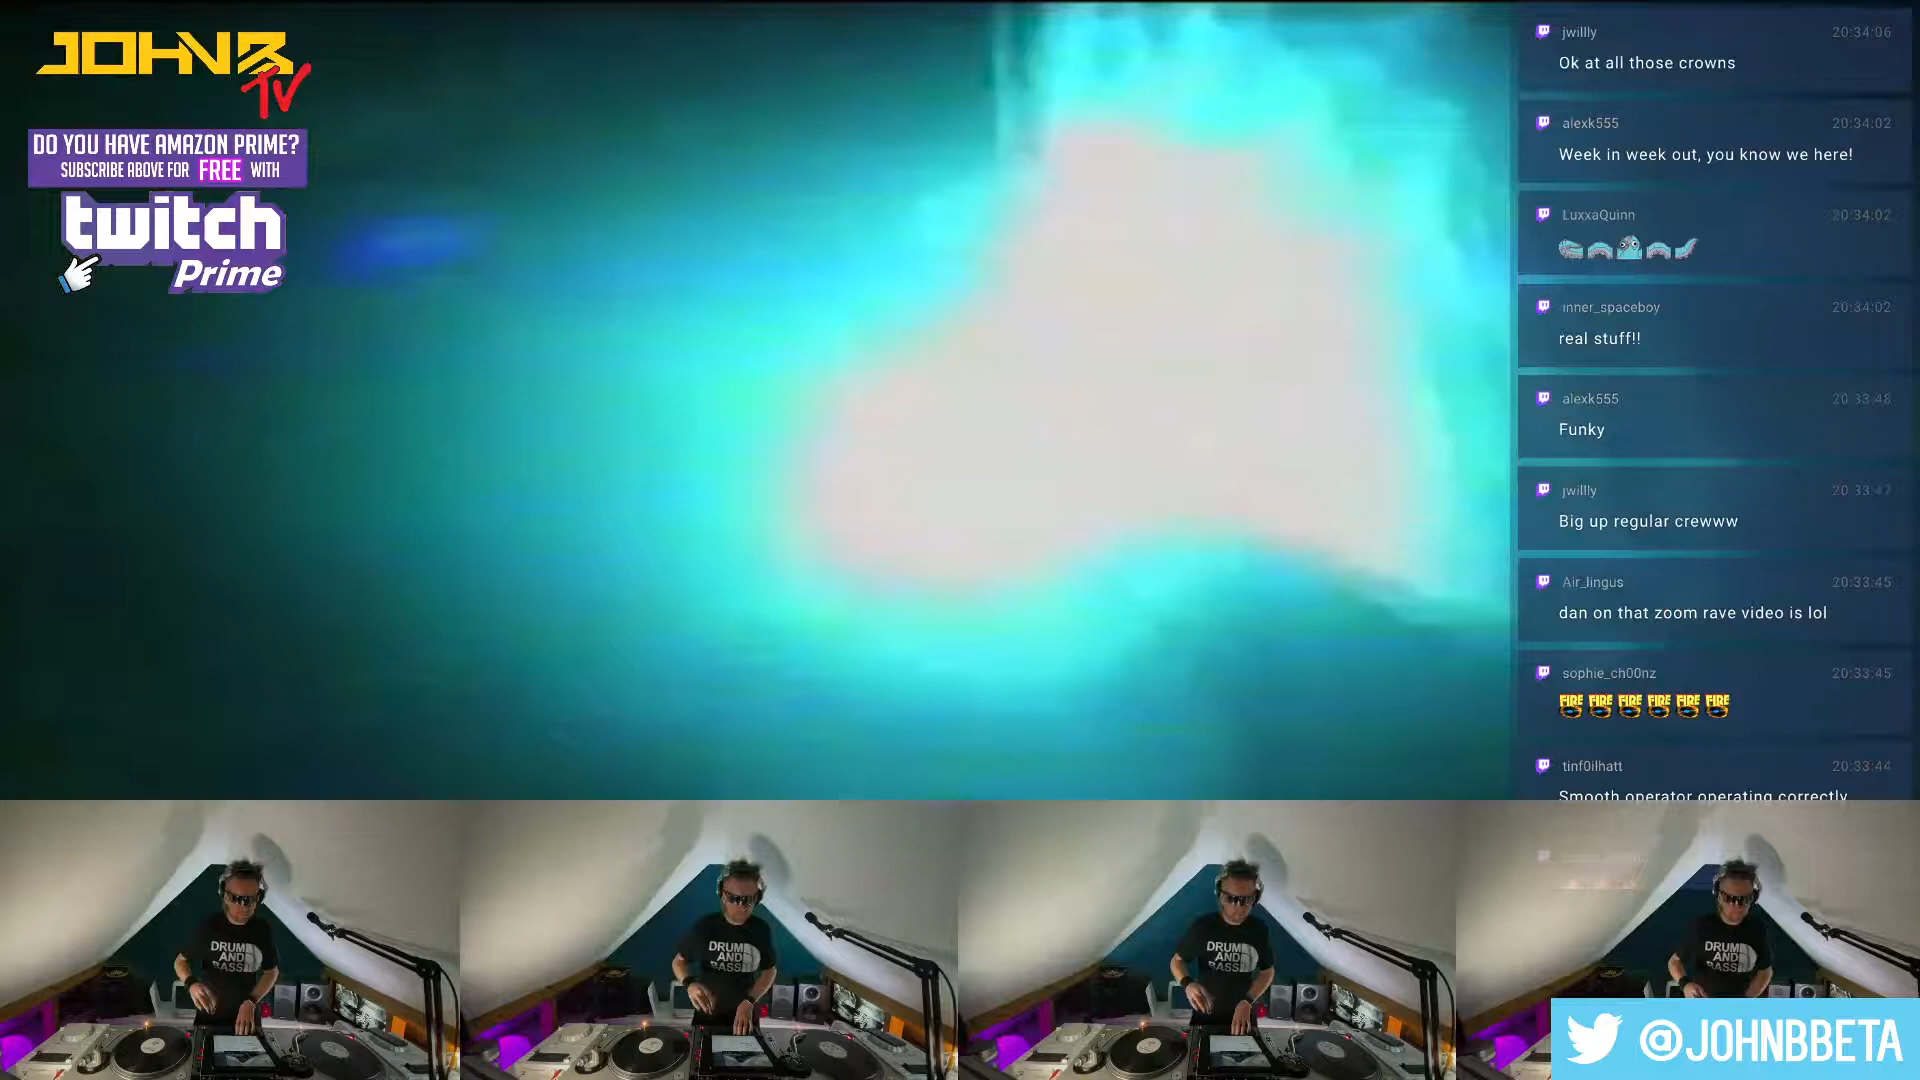 JOHN B
TV
DO YOU HAVE AMAZON PRIME?
SUBSCRIBE ABOVE FOR FREE WITH
twitch
Prime
jwillly 20:34:06
Ok at all those crowns
alexk555 20:34:02
Week in week out, you know we here!
LuxxaQuinn 20:34:02
inner_spaceboy 20:34:02
real stuff!!
alexk555 20:33:48
Funky
jwillly 20:33:47
Big up regular crewww
Air_lingus 20:33:45
dan on that zoom rave video is lol
sophie_ch00nz 20:33:45
FIRE FIRE FIRE FIRE FIRE FIRE
tinf0ilhatt 20:33:44
Smooth operator operating correctly
DRUM AND BASS
DRUM AND BASS
DRUM AND BASS
DRUM AND BASS
@JOHNBBETA